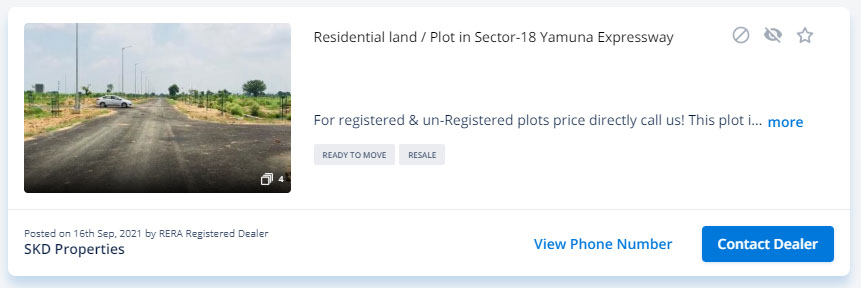 Residential land / Plot in Sector-18 Yamuna Expressway
For registered & un-Registered plots price directly call us! This plot i... more
READY TO MOVE RESALE
4
Posted on 16th Sep, 2021 by RERA Registered Dealer
SKD Properties
View Phone Number Contact Dealer